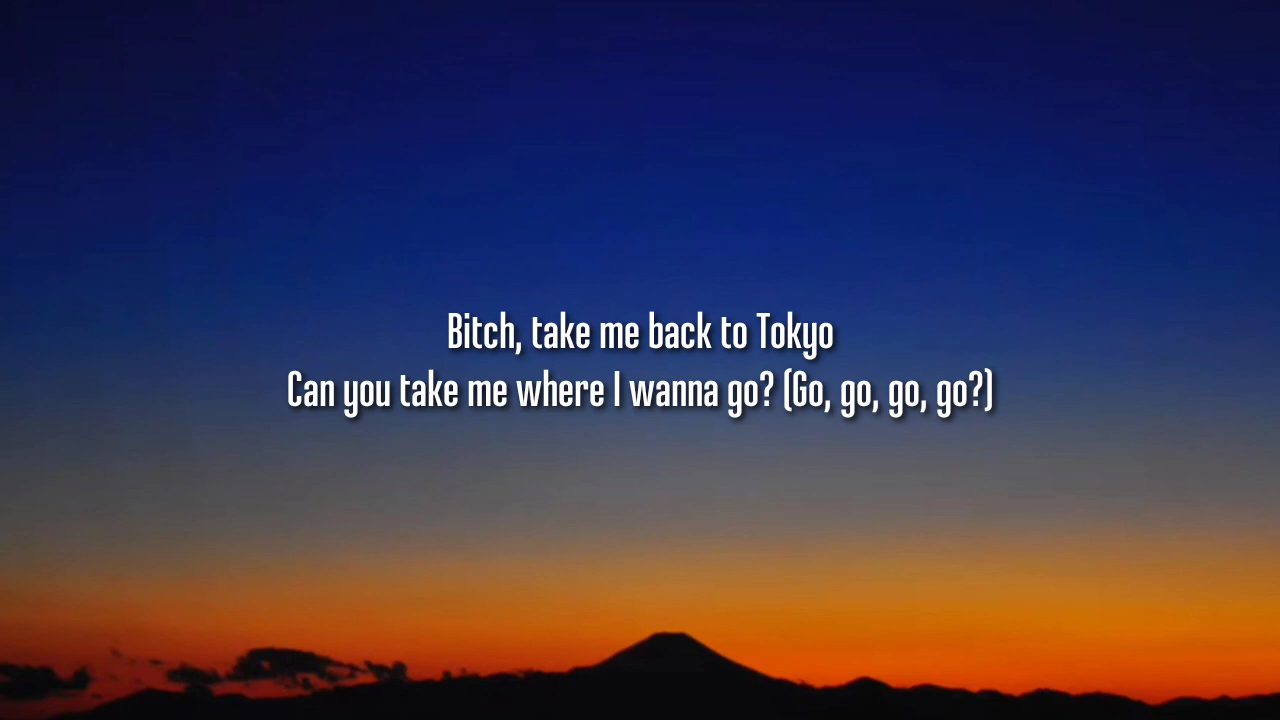 Bitch, take me back to Tokyo
Can you take me where I wanna go? (Go, go, go, go?)